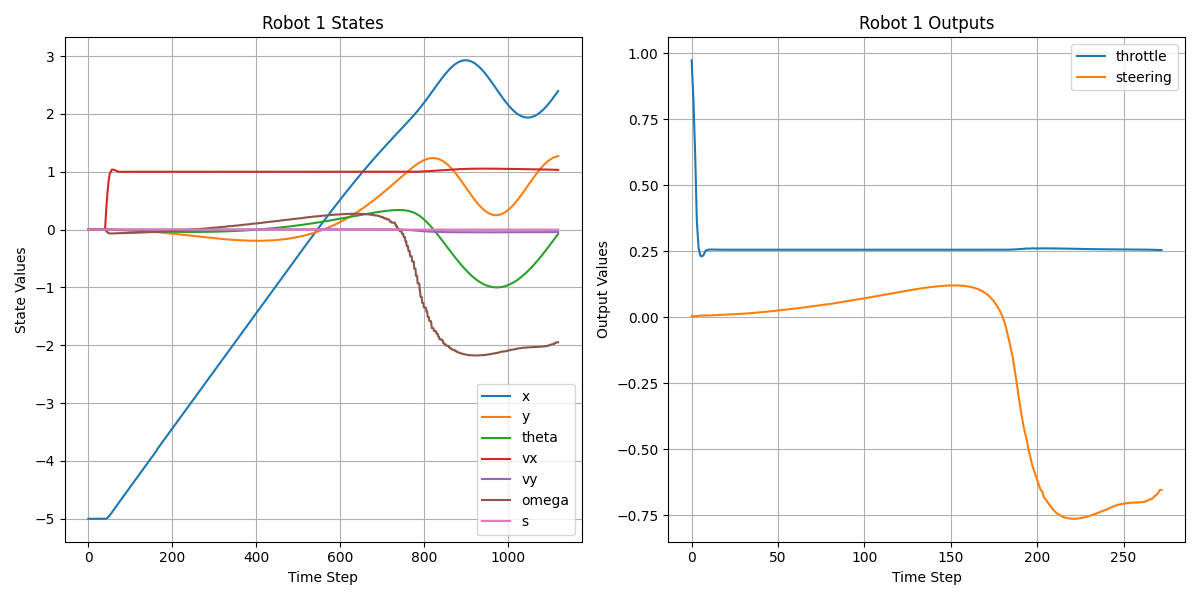 Robot 1 States
State Values
3
2
1
0
−1
−2
−3
−4
−5
0 200 400 600 800 1000
Time Step
x
y
theta
vx
vy
omega
s
Robot 1 Outputs
Output Values
1.00
0.75
0.50
0.25
0.00
−0.25
−0.50
−0.75
0 50 100 150 200 250
Time Step
throttle
steering